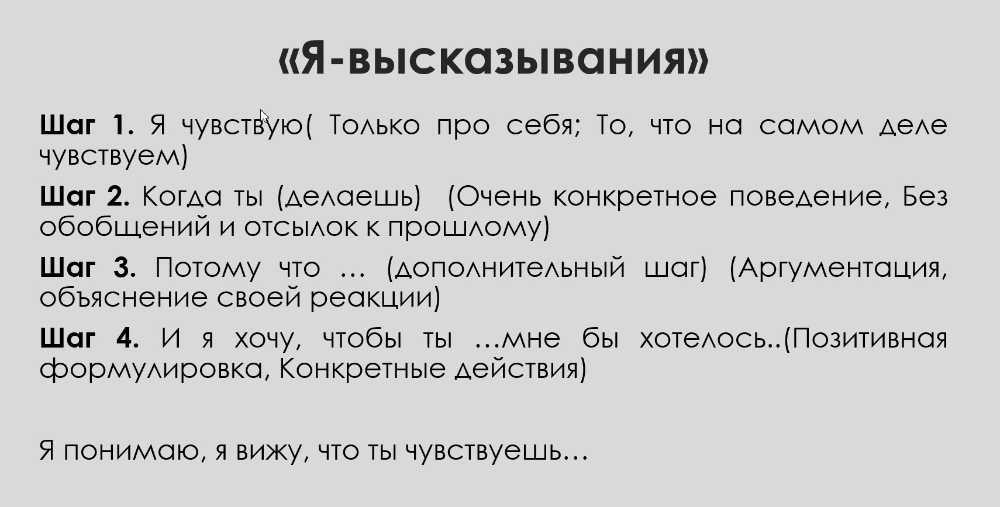 «Я-высказывания»
Шаг 1. Я чувствую( Только про себя; То, что на самом деле
чувствуем)
Шаг 2. Когда ты (делаешь)  (Очень конкретное поведение, Без
обобщений и отсылок к прошлому)
Шаг 3. Потому что … (дополнительный шаг) (Аргументация,
объяснение своей реакции)
Шаг 4. И я хочу, чтобы ты …мне бы хотелось..(Позитивная
формулировка, Конкретные действия)
Я понимаю, я вижу, что ты чувствуешь…